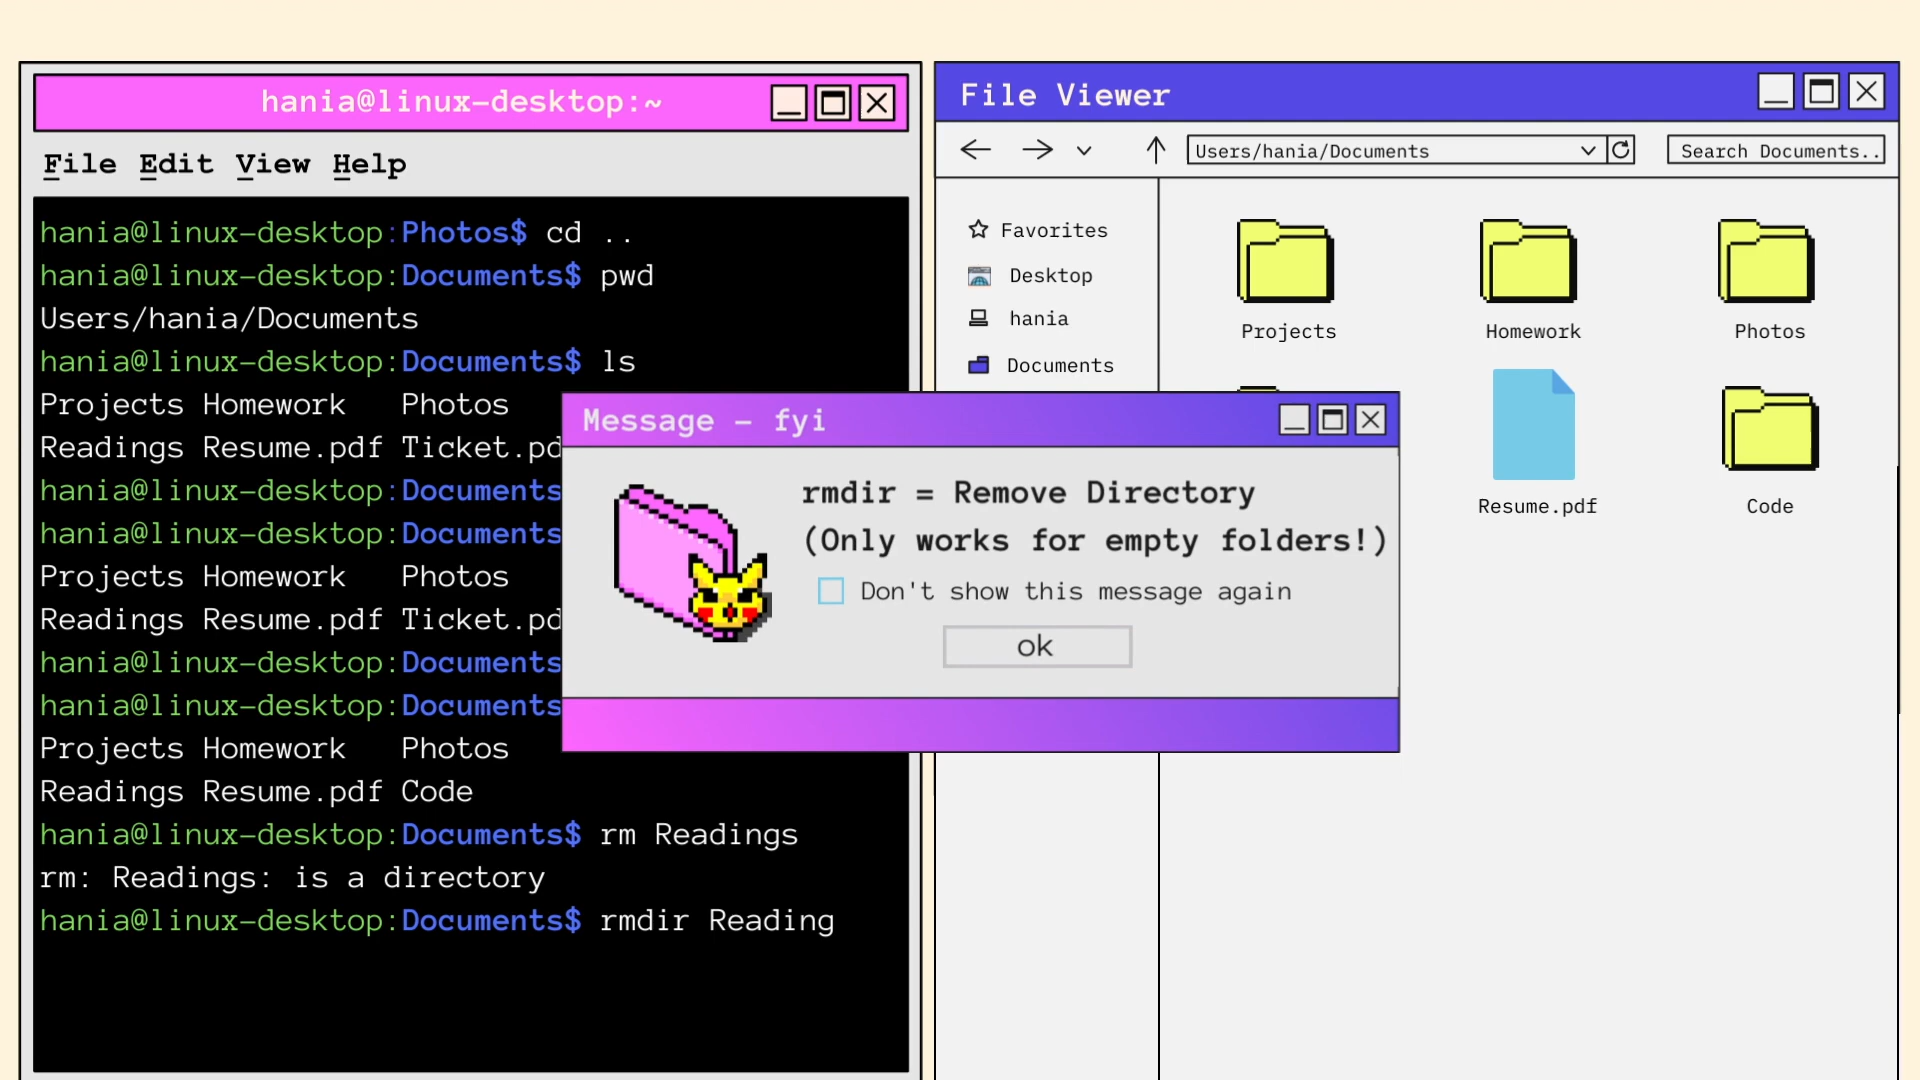 hania@linux-desktop:~
File Edit View Help
hania@linux-desktop:Photos$ cd ..
hania@linux-desktop:Documents$ pwd
Users/hania/Documents
hania@linux-desktop:Documents$ ls
Projects Homework Photos
Readings Resume.pdf Ticket.pd
hania@linux-desktop:Documents
hania@linux-desktop:Documents
Projects Homework Photos
Readings Resume.pdf Ticket.pd
hania@linux-desktop:Documents
hania@linux-desktop:Documents
Projects Homework Photos
Readings Resume.pdf Code
hania@linux-desktop:Documents$ rm Readings
rm: Readings: is a directory
hania@linux-desktop:Documents$ rmdir Reading
Message - fyi
rmdir = Remove Directory
(Only works for empty folders!)
Don't show this message again
ok
File Viewer
Users/hania/Documents
Search Documents..
Favorites
Desktop
hania
Documents
Projects
Homework
Photos
Resume.pdf
Code